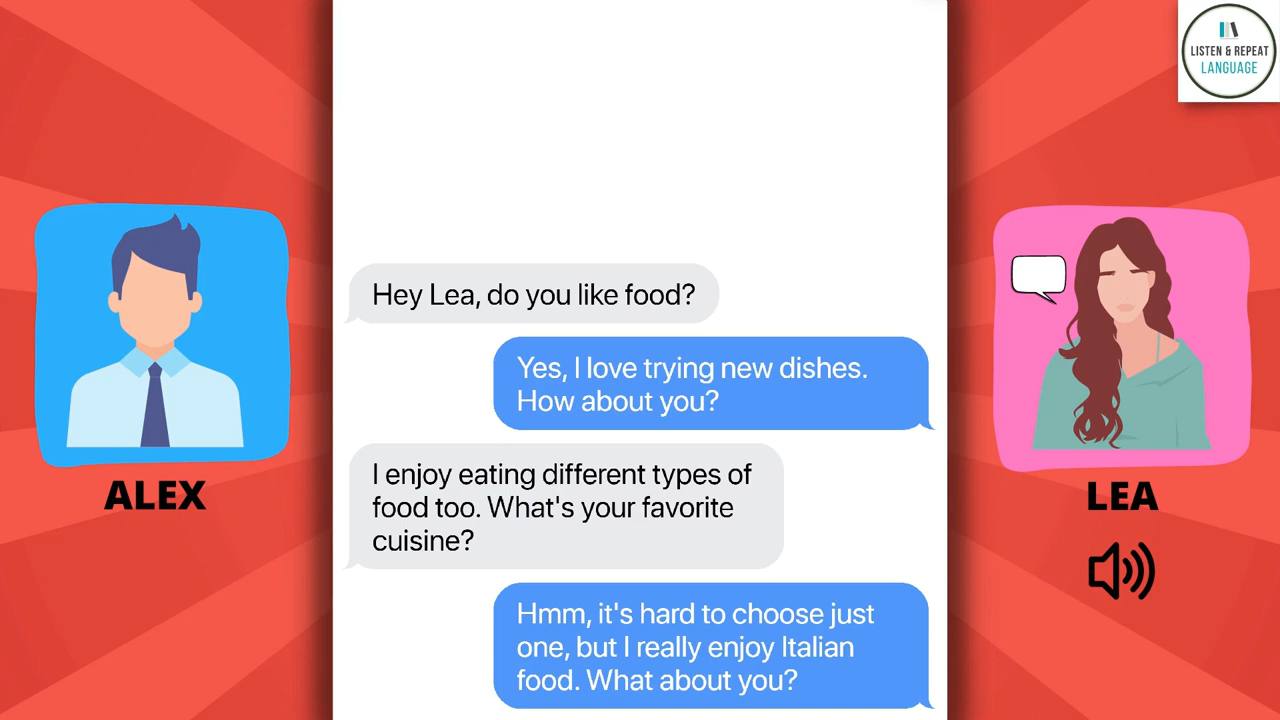 LISTEN & REPEAT
LANGUAGE
Hey Lea, do you like food?
Yes, I love trying new dishes.
How about you?
I enjoy eating different types of
food too. What's your favorite
cuisine?
Hmm, it's hard to choose just
one, but I really enjoy Italian
food. What about you?
ALEX
LEA